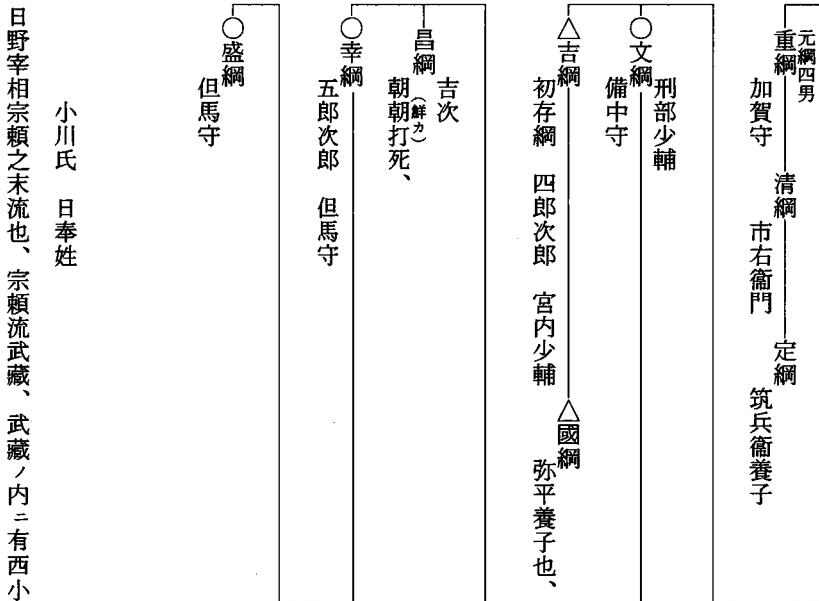 元綱四男
重綱
加賀守
清綱
市右衞門
定綱
筑兵衞養子
○文綱
刑部少輔
備中守
△吉綱
初存綱　四郎次郎　宮内少輔
△國綱
弥平養子也、
昌綱
吉次
朝朝打死、
(鮮カ)
○幸綱
五郎次郎　但馬守
○盛綱
但馬守
小川氏　日奉姓
日野宰相宗頼之末流也、宗頼流武藏、武藏ノ内ニ有西小